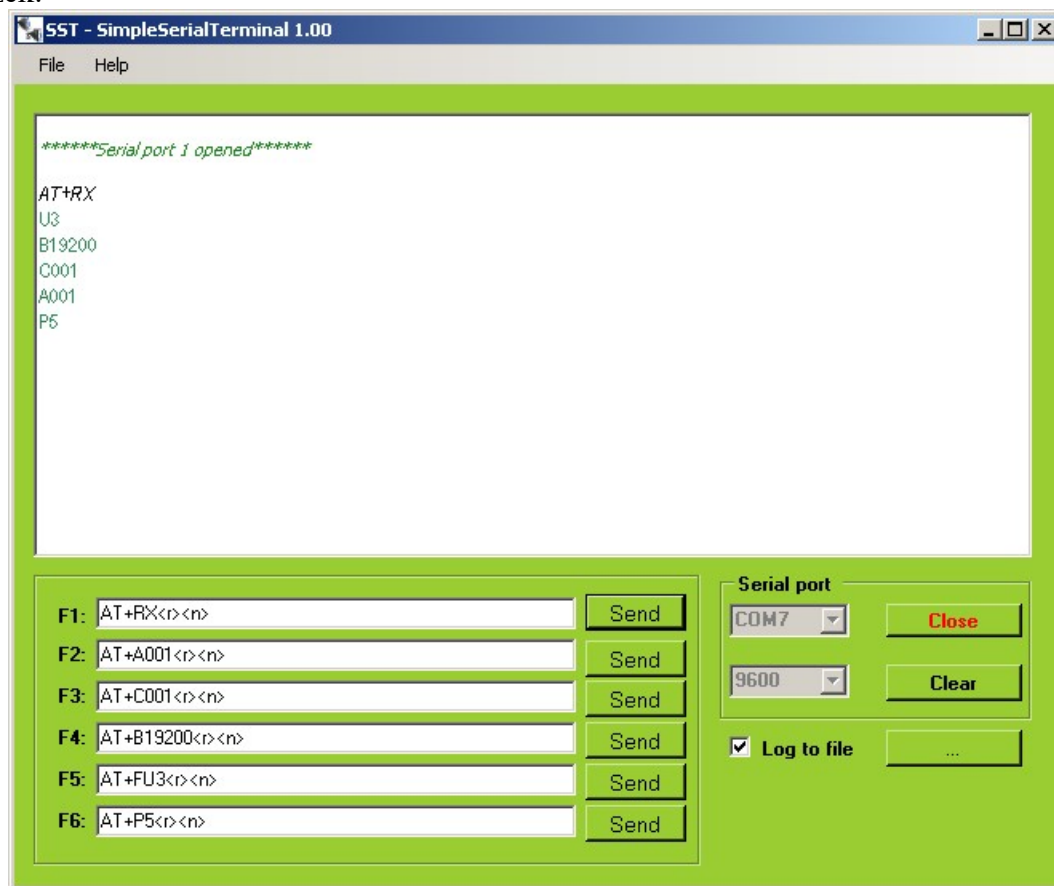 SST - SimpleSerialTerminal 1.00
File Help
******Serial port 1 opened******
AT+RX
U3
B19200
C001
A001
P5
F1: AT+RX<r><n> Send
F2: AT+A001<r><n> Send
F3: AT+C001<r><n> Send
F4: AT+B19200<r><n> Send
F5: AT+FU3<r><n> Send
F6: AT+P5<r><n> Send
Serial port
COM7 Close
9600 Clear
Log to file ...